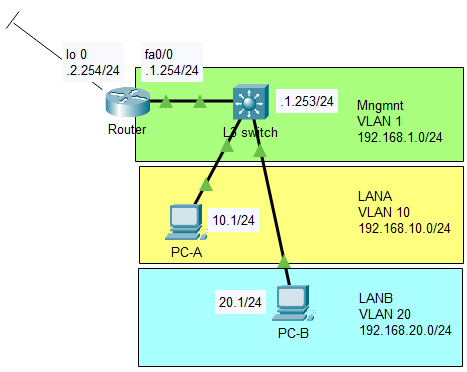 lo 0
.2.254/24
fa0/0
.1.254/24
Router
L3 switch
.1.253/24
Mngmnt
VLAN 1
192.168.1.0/24
10.1/24
PC-A
LANA
VLAN 10
192.168.10.0/24
20.1/24
PC-B
LANB
VLAN 20
192.168.20.0/24